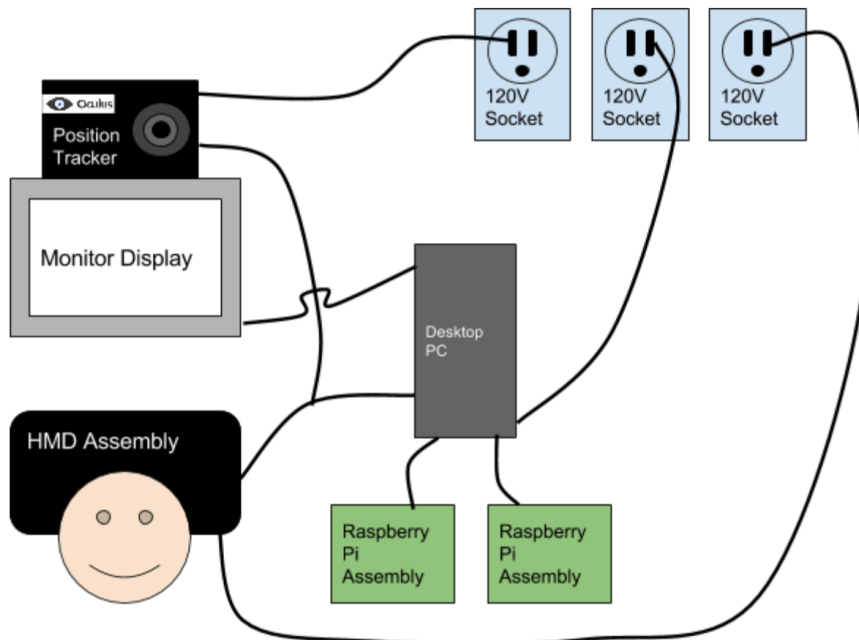 120V
Socket
120V
Socket
120V
Socket
Oculus
Position
Tracker
Monitor Display
Desktop
PC
HMD Assembly
Raspberry
Pi
Assembly
Raspberry
Pi
Assembly